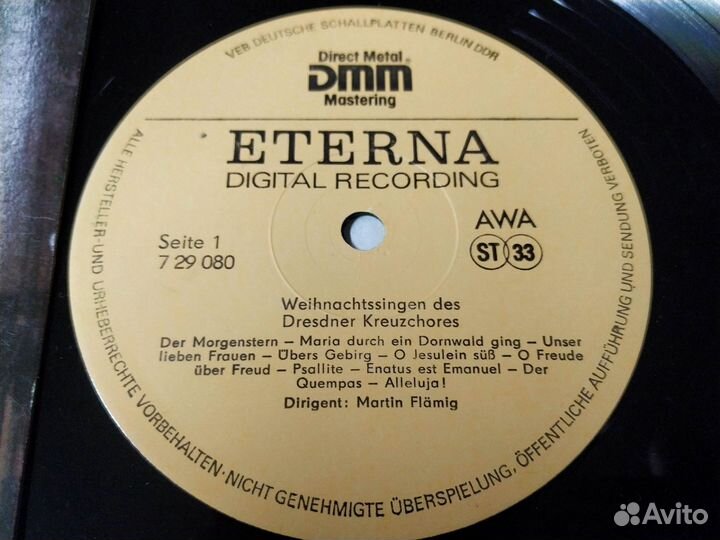 VEB DEUTSCHE SCHALLPLATTEN BERLIN DDR
Direct Metal
DMM
Mastering
ETERNA
DIGITAL RECORDING
Seite 1
7 29 080
AWA
ST 33
Weihnachtssingen des
Dresdner Kreuzchores
Der Morgenstern – Maria durch ein Dornwald ging – Unser
lieben Frauen – Übers Gebirg – O Jesulein süß – O Freude
über Freud – Psallite – Enatus est Emanuel – Der
Quempas – Alleluja!
Dirigent: Martin Flämig
ALLE HERSTELLER- UND URHEBERRECHTE VORBEHALTEN · NICHT GENEHMIGTE ÜBERSPIELUNG, ÖFFENTLICHE AUFFÜHRUNG UND SENDUNG VERBOTEN
Avito